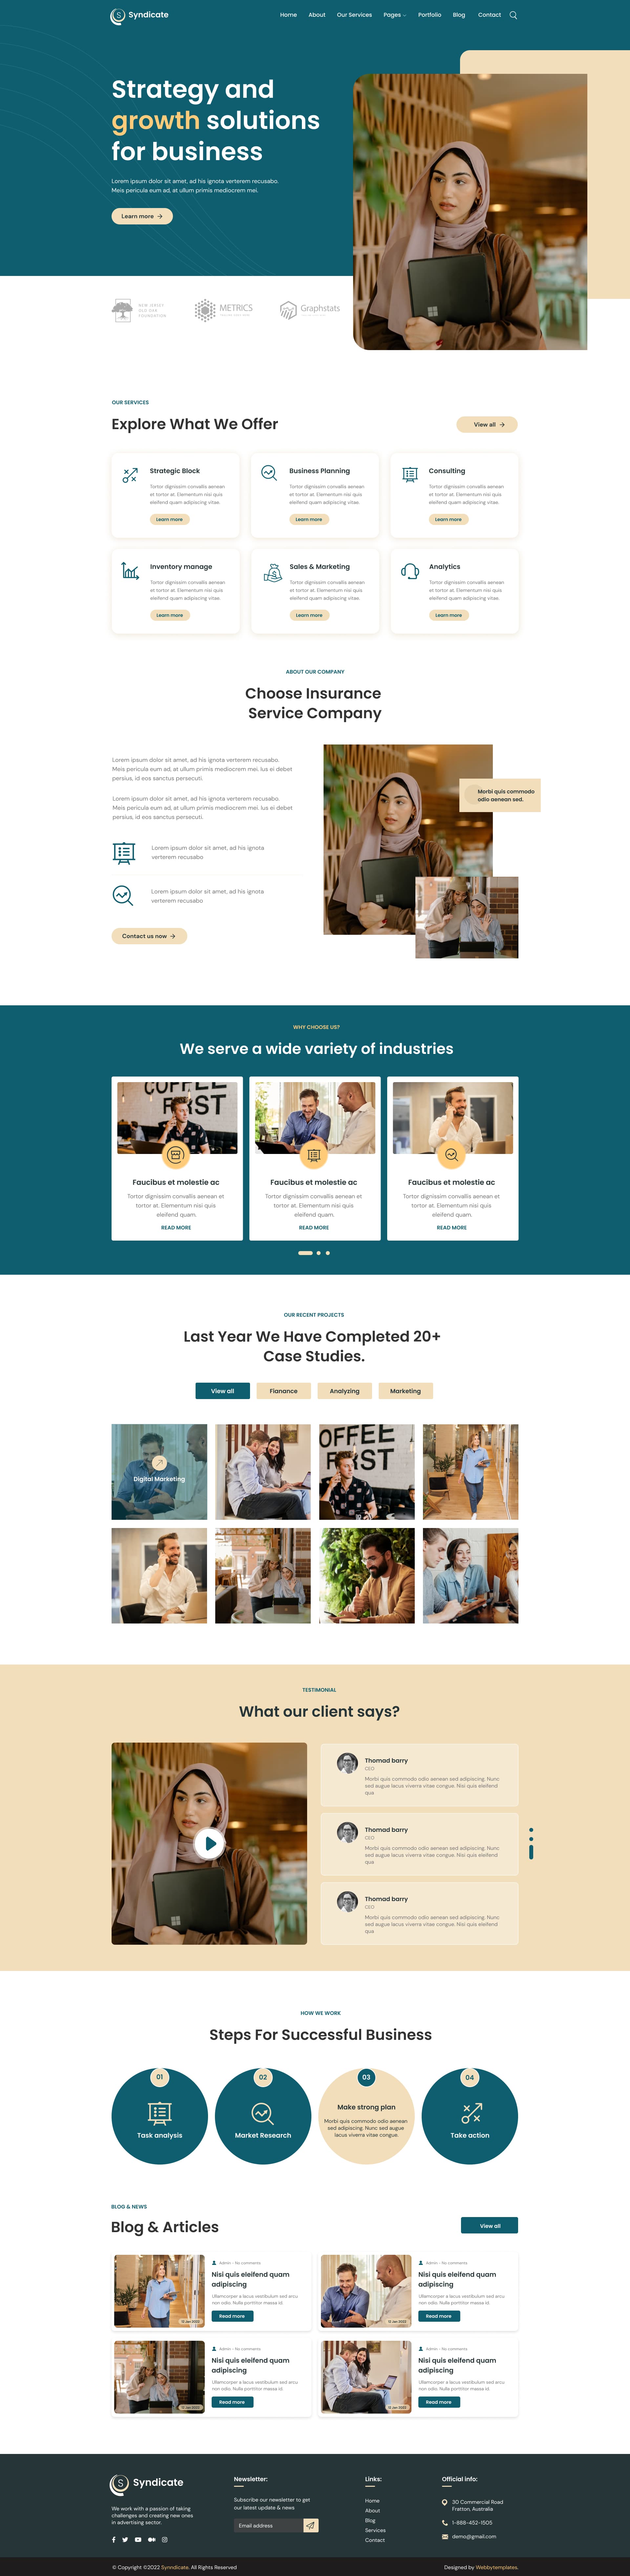 Syndicate
Home About Our Services Pages Portfolio Blog Contact
Strategy and
growth solutions
for business
Lorem ipsum dolor sit amet, ad his ignota verterem recusabo.
Meis pericula eum ad, at ullum primis mediocrem mei.
Learn more
NEW JERSEY
OLD OAK
FOUNDATION
METRICS
Graphstats
OUR SERVICES
Explore What We Offer
View all
Strategic Block
Tortor dignissim convallis aenean
et tortor at. Elementum nisi quis
eleifend quam adipiscing vitae.
Learn more
Business Planning
Tortor dignissim convallis aenean
et tortor at. Elementum nisi quis
eleifend quam adipiscing vitae.
Learn more
Consulting
Tortor dignissim convallis aenean
et tortor at. Elementum nisi quis
eleifend quam adipiscing vitae.
Learn more
Inventory manage
Tortor dignissim convallis aenean
et tortor at. Elementum nisi quis
eleifend quam adipiscing vitae.
Learn more
Sales & Marketing
Tortor dignissim convallis aenean
et tortor at. Elementum nisi quis
eleifend quam adipiscing vitae.
Learn more
Analytics
Tortor dignissim convallis aenean
et tortor at. Elementum nisi quis
eleifend quam adipiscing vitae.
Learn more
ABOUT OUR COMPANY
Choose Insurance
Service Company
Lorem ipsum dolor sit amet, ad his ignota verterem recusabo.
Meis pericula eum ad, at ullum primis mediocrem mei. Ius ei debet
persius, id eos sanctus persecuti.
Lorem ipsum dolor sit amet, ad his ignota verterem recusabo.
Meis pericula eum ad, at ullum primis mediocrem mei. Ius ei debet
persius, id eos sanctus persecuti.
Lorem ipsum dolor sit amet, ad his ignota
verterem recusabo
Lorem ipsum dolor sit amet, ad his ignota
verterem recusabo
Contact us now
Morbi quis commodo
odio aenean sed.
WHY CHOOSE US?
We serve a wide variety of industries
COFFEE
FIRST
Faucibus et molestie ac
Tortor dignissim convallis aenean et
tortor at. Elementum nisi quis
eleifend quam.
READ MORE
Faucibus et molestie ac
Tortor dignissim convallis aenean et
tortor at. Elementum nisi quis
eleifend quam.
READ MORE
Faucibus et molestie ac
Tortor dignissim convallis aenean et
tortor at. Elementum nisi quis
eleifend quam.
READ MORE
OUR RECENT PROJECTS
Last Year We Have Completed 20+
Case Studies.
View all Fianance Analyzing Marketing
Digital Marketing
COFFEE
FIRST
TESTIMONIAL
What our client says?
Thomad barry
CEO
Morbi quis commodo odio aenean sed adipiscing. Nunc
sed augue lacus viverra vitae congue. Nisi quis eleifend
qua
Thomad barry
CEO
Morbi quis commodo odio aenean sed adipiscing. Nunc
sed augue lacus viverra vitae congue. Nisi quis eleifend
qua
Thomad barry
CEO
Morbi quis commodo odio aenean sed adipiscing. Nunc
sed augue lacus viverra vitae congue. Nisi quis eleifend
qua
HOW WE WORK
Steps For Successful Business
01
Task analysis
02
Market Research
03
Make strong plan
Morbi quis commodo odio aenean
sed adipiscing. Nunc sed augue
lacus viverra vitae congue.
04
Take action
BLOG & NEWS
Blog & Articles
View all
Admin - No comments
Nisi quis eleifend quam
adipiscing
Ullamcorper a lacus vestibulum sed arcu
non odio. Nulla porttitor massa id.
Read more
12 Jan 2022
Admin - No comments
Nisi quis eleifend quam
adipiscing
Ullamcorper a lacus vestibulum sed arcu
non odio. Nulla porttitor massa id.
Read more
12 Jan 2022
Admin - No comments
Nisi quis eleifend quam
adipiscing
Ullamcorper a lacus vestibulum sed arcu
non odio. Nulla porttitor massa id.
Read more
12 Jan 2022
Admin - No comments
Nisi quis eleifend quam
adipiscing
Ullamcorper a lacus vestibulum sed arcu
non odio. Nulla porttitor massa id.
Read more
12 Jan 2022
Syndicate
We work with a passion of taking
challenges and creating new ones
in advertising sector.
Newsletter:
Subscribe our newsletter to get
our latest update & news
Email address
Links:
Home
About
Blog
Services
Contact
Official info:
30 Commercial Road
Fratton, Australia
1-888-452-1505
demo@gmail.com
© Copyright ©2022 Synndicate. All Rights Reserved
Designed by Webbytemplates.